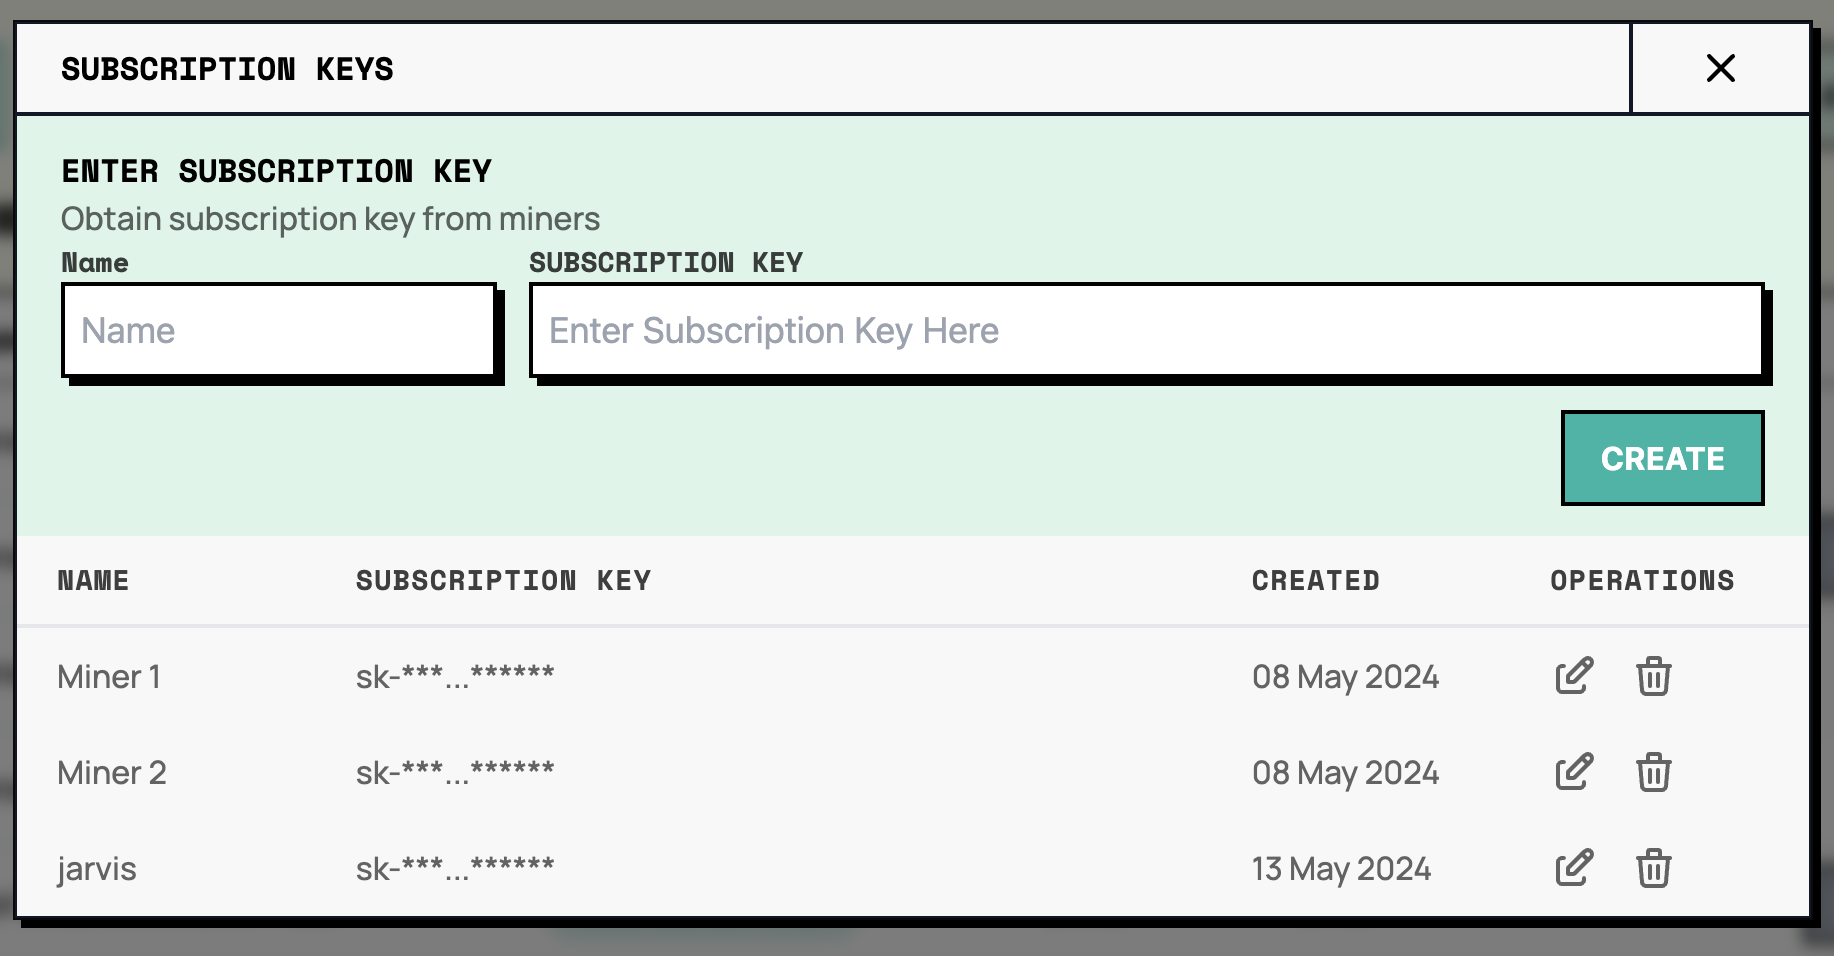 SUBSCRIPTION KEYS
ENTER SUBSCRIPTION KEY
Obtain subscription key from miners
Name SUBSCRIPTION KEY
Name Enter Subscription Key Here
CREATE
NAME SUBSCRIPTION KEY CREATED OPERATIONS
Miner 1 sk-***...****** 08 May 2024
Miner 2 sk-***...****** 08 May 2024
jarvis sk-***...****** 13 May 2024